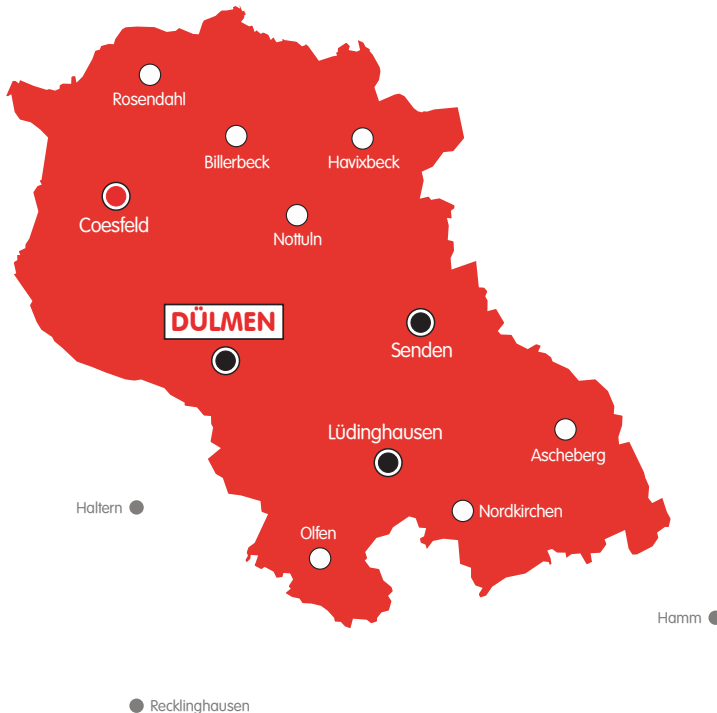 Rosendahl
Billerbeck
Havixbeck
Coesfeld
Nottuln
DÜLMEN
Senden
Lüdinghausen
Ascheberg
Haltern
Nordkirchen
Olfen
Hamm
Recklinghausen